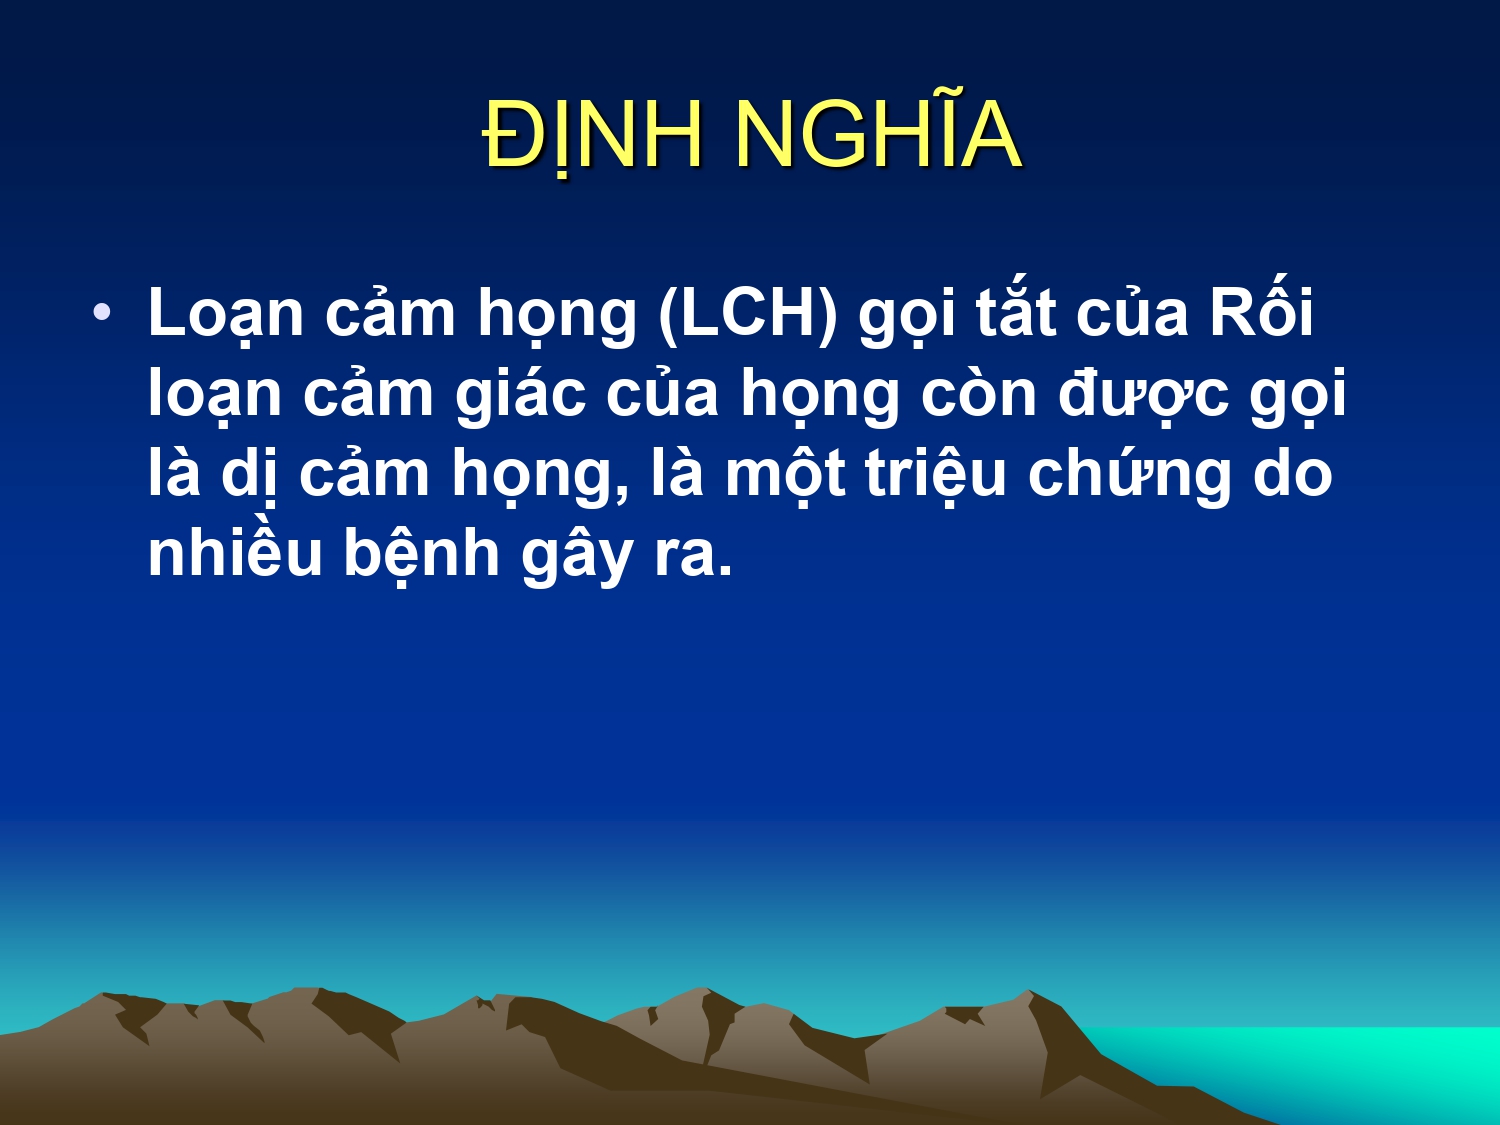 ĐỊNH NGHĨA
• Loạn cảm họng (LCH) gọi tắt của Rối
loạn cảm giác của họng còn được gọi
là dị cảm họng, là một triệu chứng do
nhiều bệnh gây ra.